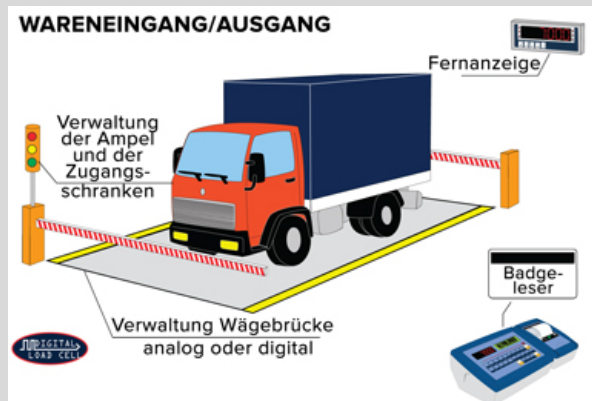 WARENEINGANG/AUSGANG
Fernanzeige
Verwaltung
der Ampel
und der
Zugangs-
schranken
Badge-
leser
Verwaltung Wägebrücke
analog oder digital
DIGITAL
LOAD CELL